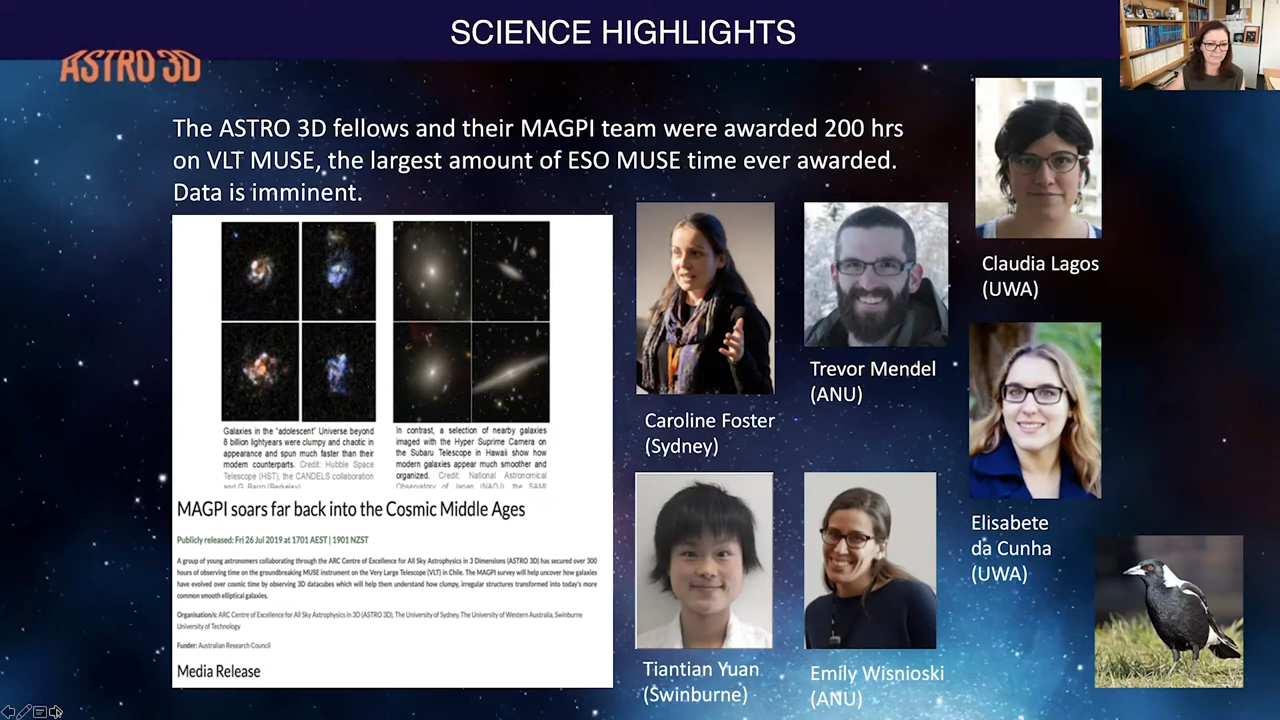 SCIENCE HIGHLIGHTS
ASTRO 3D
The ASTRO 3D fellows and their MAGPI team were awarded 200 hrs
on VLT MUSE, the largest amount of ESO MUSE time ever awarded.
Data is imminent.
Galaxies in the "adolescent" Universe beyond
8 billion lightyears were clumpy and chaotic in
appearance and spun much faster than their
modern counterparts. Credit: Hubble Space
Telescope (HST), the CANDELS collaboration
and G. Barro (Berkeley)
In contrast, a selection of nearby galaxies
imaged with the Hyper Suprime Camera on
the Subaru Telescope in Hawaii show how
modern galaxies appear much smoother and
organized. Credit: National Astronomical
Observatory of Japan (NAOJ), the SAMI
MAGPI soars far back into the Cosmic Middle Ages
Publicly released: Fri 26 Jul 2019 at 1701 AEST | 1901 NZST
A group of young astronomers collaborating through the ARC Centre of Excellence for All Sky Astrophysics in 3 Dimensions (ASTRO 3D) has secured over 300
hours of observing time on the groundbreaking MUSE instrument on the Very Large Telescope (VLT) in Chile. The MAGPI survey will help uncover how galaxies
have evolved over cosmic time by observing 3D datacubes which will help them understand how clumpy, irregular structures transformed into today's more
common smooth elliptical galaxies.
Organisation/s: ARC Centre of Excellence for All Sky Astrophysics in 3D (ASTRO 3D), The University of Sydney, The University of Western Australia, Swinburne
University of Technology
Funder: Australian Research Council
Media Release
Caroline Foster
(Sydney)
Trevor Mendel
(ANU)
Claudia Lagos
(UWA)
Elisabete
da Cunha
(UWA)
Tiantian Yuan
(Swinburne)
Emily Wisnioski
(ANU)